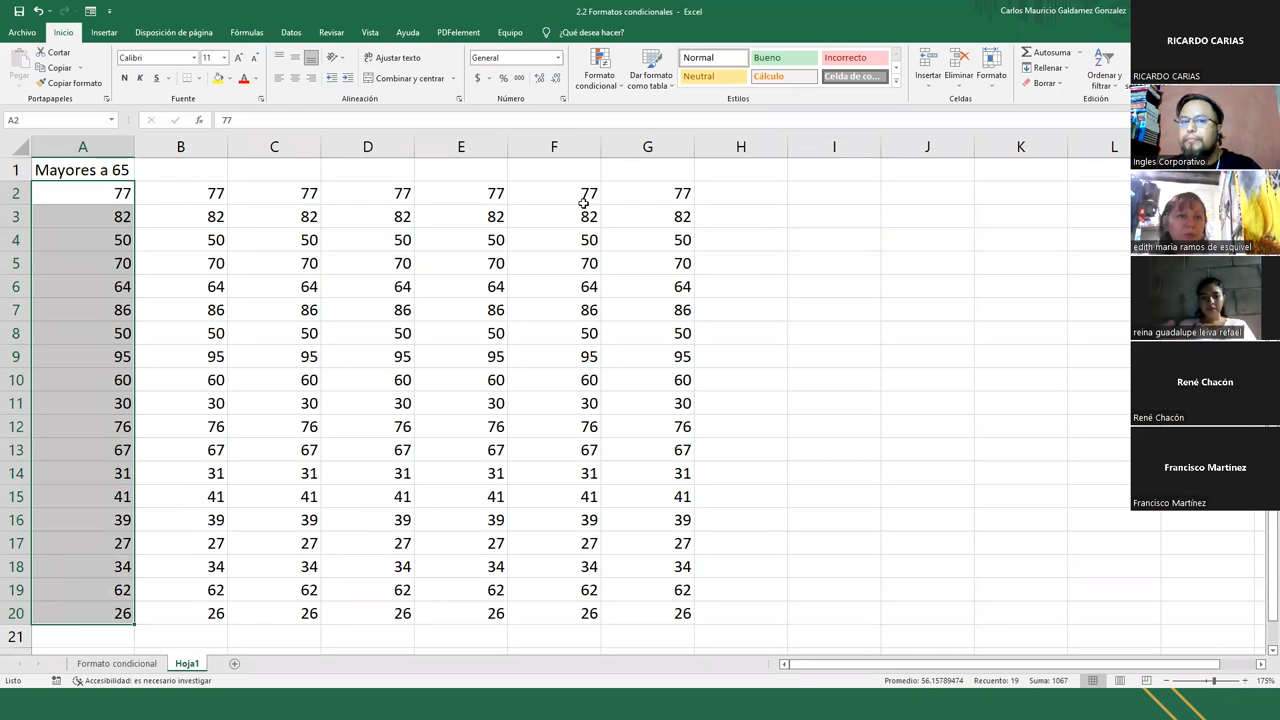 2.2 Formatos condicionales - Excel
Carlos Mauricio Galdamez Gonzalez
Archivo Inicio Insertar Disposición de página Fórmulas Datos Revisar Vista Ayuda PDFelement Equipo ¿Qué desea hacer?
Pegar
Cortar
Copiar
Copiar formato
Portapapeles
Calibri 11
N K S
Fuente
Ajustar texto
Combinar y centrar
Alineación
General
$ % 000
Número
Formato condicional
Dar formato como tabla
Normal Bueno Incorrecto
Neutral Cálculo Celda de co...
Estilos
Insertar Eliminar Formato
Celdas
Autosuma
Rellenar
Borrar
Ordenar y filtrar
Edición
A2 fx 77
A B C D E F G H I J K L
1 Mayores a 65
2 77 77 77 77 77 77 77
3 82 82 82 82 82 82 82
4 50 50 50 50 50 50 50
5 70 70 70 70 70 70 70
6 64 64 64 64 64 64 64
7 86 86 86 86 86 86 86
8 50 50 50 50 50 50 50
9 95 95 95 95 95 95 95
10 60 60 60 60 60 60 60
11 30 30 30 30 30 30 30
12 76 76 76 76 76 76 76
13 67 67 67 67 67 67 67
14 31 31 31 31 31 31 31
15 41 41 41 41 41 41 41
16 39 39 39 39 39 39 39
17 27 27 27 27 27 27 27
18 34 34 34 34 34 34 34
19 62 62 62 62 62 62 62
20 26 26 26 26 26 26 26
21
Formato condicional Hoja1
Listo Accesibilidad: es necesario investigar Promedio: 56.15789474 Recuento: 19 Suma: 1067 175%
RICARDO CARIAS
RICARDO CARIAS
Ingles Corporativo
edith maria ramos de esquivel
reina guadalupe leiva rafael
René Chacón
René Chacón
Francisco Martínez
Francisco Martínez